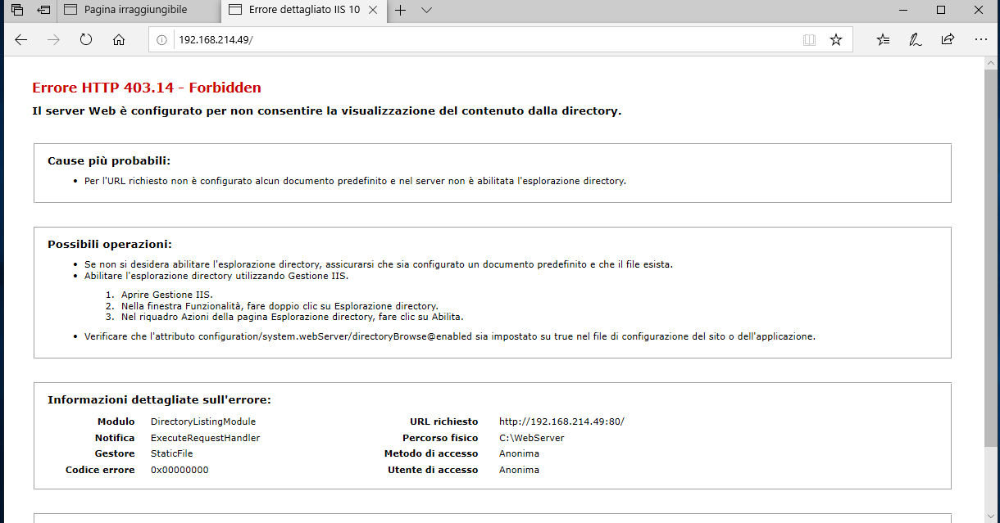 Pagina irraggiungibile
Errore dettagliato IIS 10
192.168.214.49/
Errore HTTP 403.14 - Forbidden
Il server Web è configurato per non consentire la visualizzazione del contenuto dalla directory.
Cause più probabili:
• Per l'URL richiesto non è configurato alcun documento predefinito e nel server non è abilitata l'esplorazione directory.
Possibili operazioni:
• Se non si desidera abilitare l'esplorazione directory, assicurarsi che sia configurato un documento predefinito e che il file esista.
• Abilitare l'esplorazione directory utilizzando Gestione IIS.
1. Aprire Gestione IIS.
2. Nella finestra Funzionalità, fare doppio clic su Esplorazione directory.
3. Nel riquadro Azioni della pagina Esplorazione directory, fare clic su Abilita.
• Verificare che l'attributo configuration/system.webServer/directoryBrowse@enabled sia impostato su true nel file di configurazione del sito o dell'applicazione.
Informazioni dettagliate sull'errore:
Modulo DirectoryListingModule
Notifica ExecuteRequestHandler
Gestore StaticFile
Codice errore 0x00000000
URL richiesto http://192.168.214.49:80/
Percorso fisico C:\WebServer
Metodo di accesso Anonima
Utente di accesso Anonima